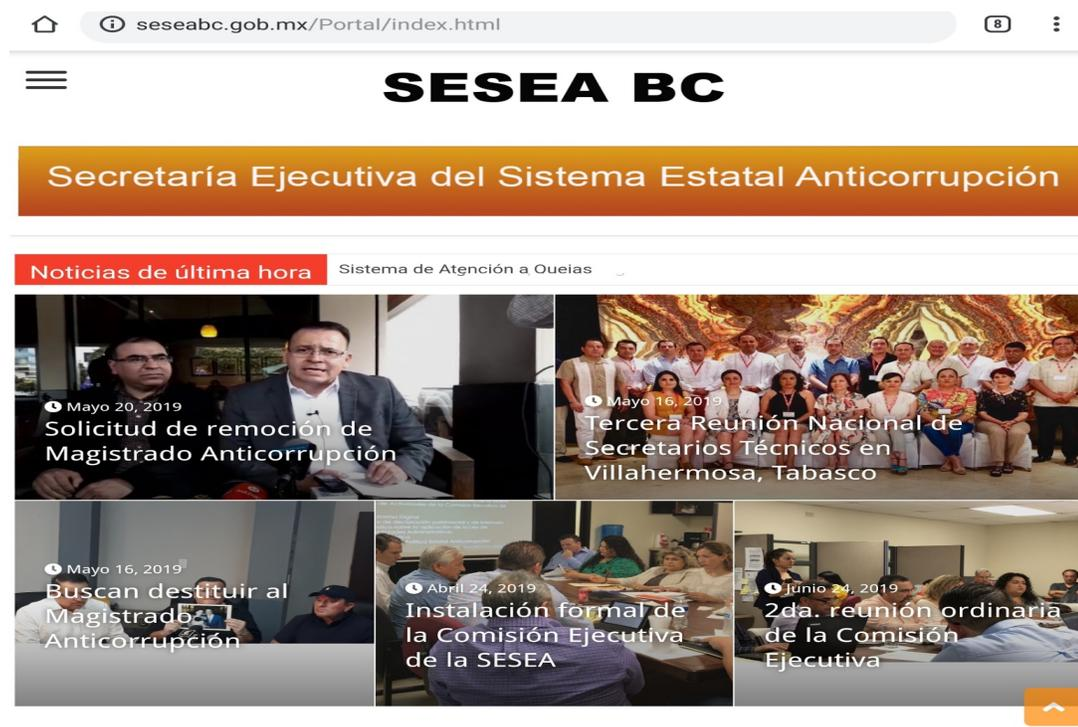 seseabc.gob.mx/Portal/index.html
8
SESEA BC
Secretaría Ejecutiva del Sistema Estatal Anticorrupción
Noticias de última hora
Sistema de Atención a Queias
Mayo 20, 2019
Solicitud de remoción de
Magistrado Anticorrupción
Mayo 16, 2019
Tercera Reunión Nacional de
Secretarios Técnicos en
Villahermosa, Tabasco
Mayo 16, 2019
Buscan destituir al
Magistrado
Anticorrupción
Abril 24, 2019
Instalación formal de
la Comisión Ejecutiva
de la SESEA
Junio 24, 2019
2da. reunión ordinaria
de la Comisión
Ejecutiva